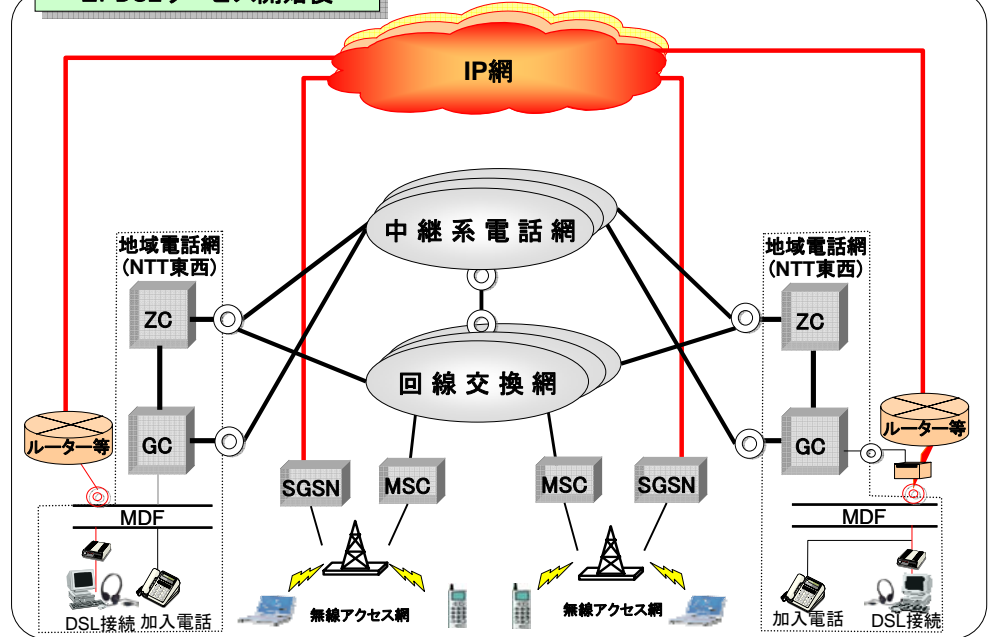 IP網
中継系電話網
地域電話網
(NTT東西)
地域電話網
(NTT東西)
ZC
ZC
回線交換網
ルーター等
GC
GC
ルーター等
SGSN
MSC
MSC
SGSN
MDF
MDF
DSL接続
加入電話
無線アクセス網
無線アクセス網
加入電話
DSL接続